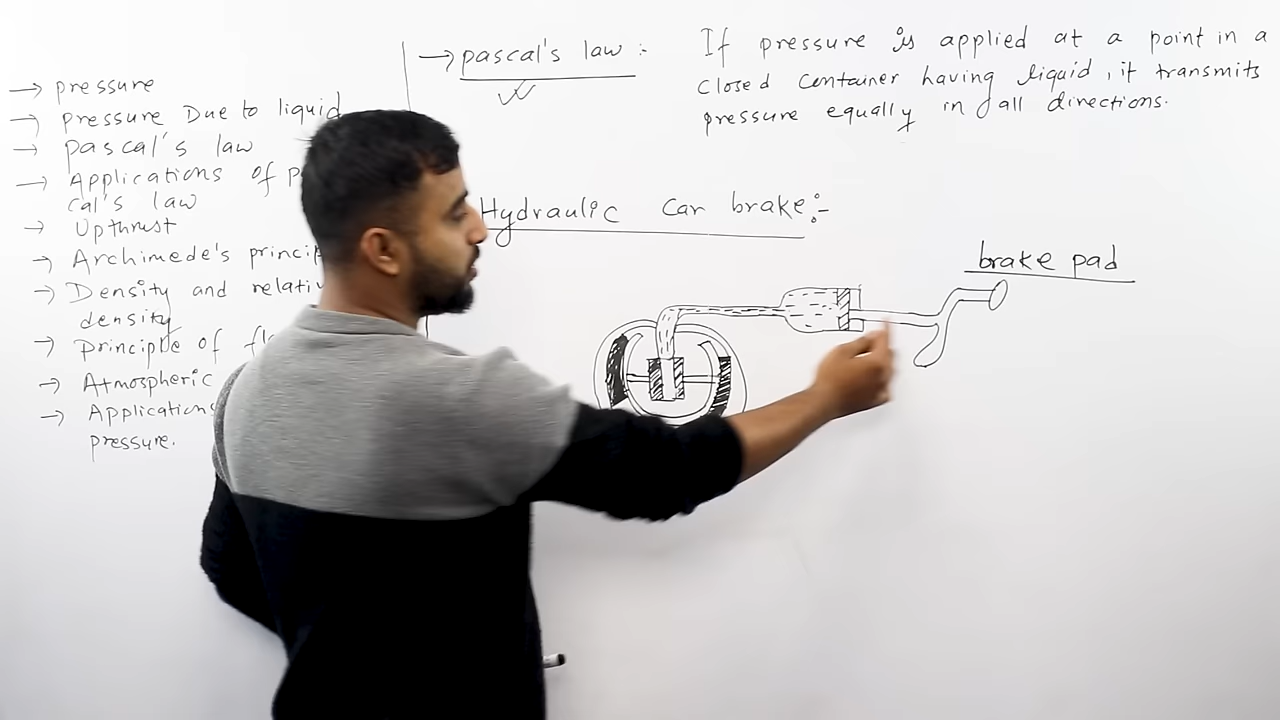 → pressure
→ pressure Due to liquid
→ pascal's law
→ Applications of
cal's law
→ Upthrust
→ Archimede's
→ Density and
density
→ principle of
→ Atmospheric
→ Applications
pressure.
→ pascal's law :-
If pressure is applied at a point in a
closed container having liquid, it transmits
pressure equally in all directions.
Hydraulic car brake:-
brake pad